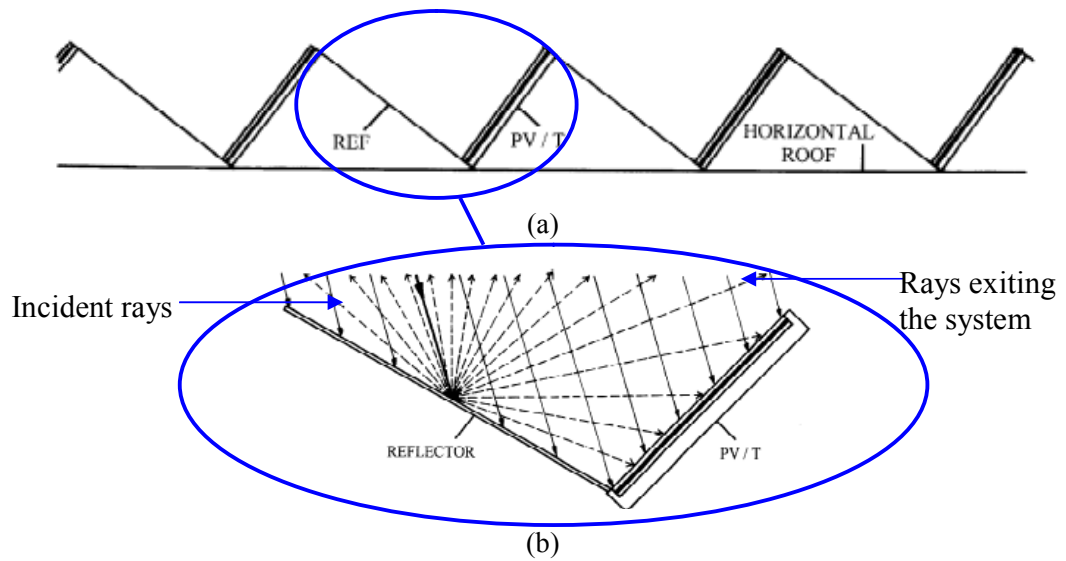 REF
PV / T
HORIZONTAL
ROOF
(a)
Incident rays
Rays exiting
the system
REFLECTOR
PV / T
(b)